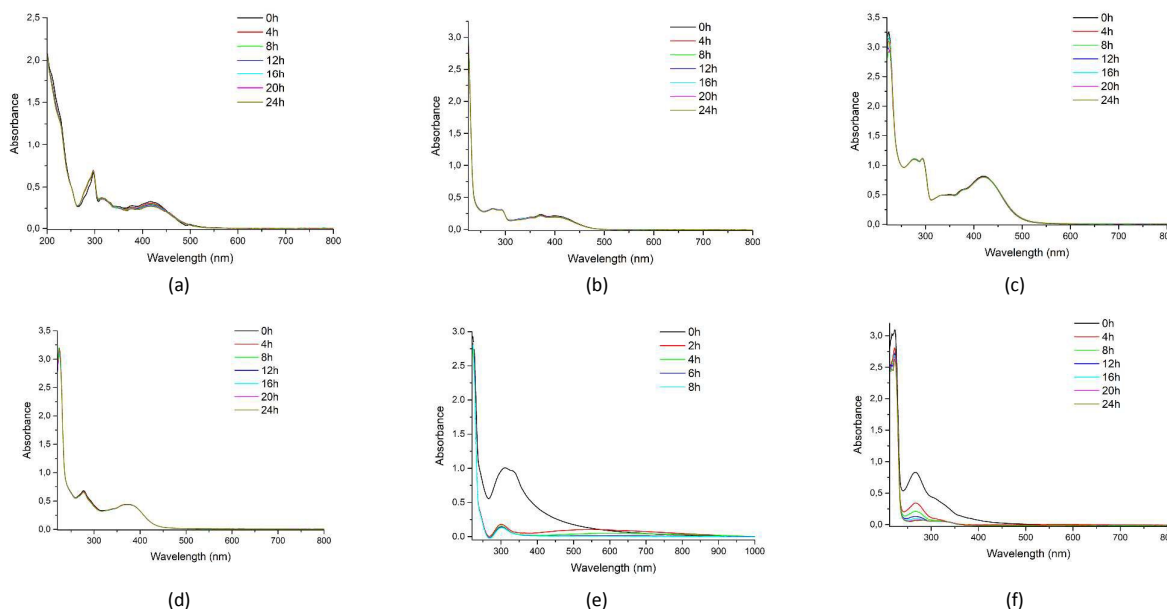 2,5
2,0
1,5
1,0
0,5
0,0
Absorbance
200 300 400 500 600 700 800
Wavelength (nm)
0h
4h
8h
12h
16h
20h
24h
(a)
3.0
2.5
2.0
1.5
1.0
0.5
0.0
Absorbance
300 400 500 600 700 800
Wavelength (nm)
0h
4h
8h
12h
16h
20h
24h
(b)
3,5
3,0
2,5
2,0
1,5
1,0
0,5
0,0
Absorbance
300 400 500 600 700 800
Wavelength (nm)
0h
4h
8h
12h
16h
20h
24h
(c)
3,5
3,0
2,5
2,0
1,5
1,0
0,5
0,0
Absorbance
300 400 500 600 700 800
Wavelength (nm)
0h
4h
8h
12h
16h
20h
24h
(d)
3.0
2.5
2.0
1.5
1.0
0.5
0.0
Absorbance
300 400 500 600 700 800 900 1000
Wavelength (nm)
0h
2h
4h
6h
8h
(e)
3,0
2,5
2,0
1,5
1,0
0,5
0,0
Absorbance
300 400 500 600 700 800
Wavelength (nm)
0h
4h
8h
12h
16h
20h
24h
(f)